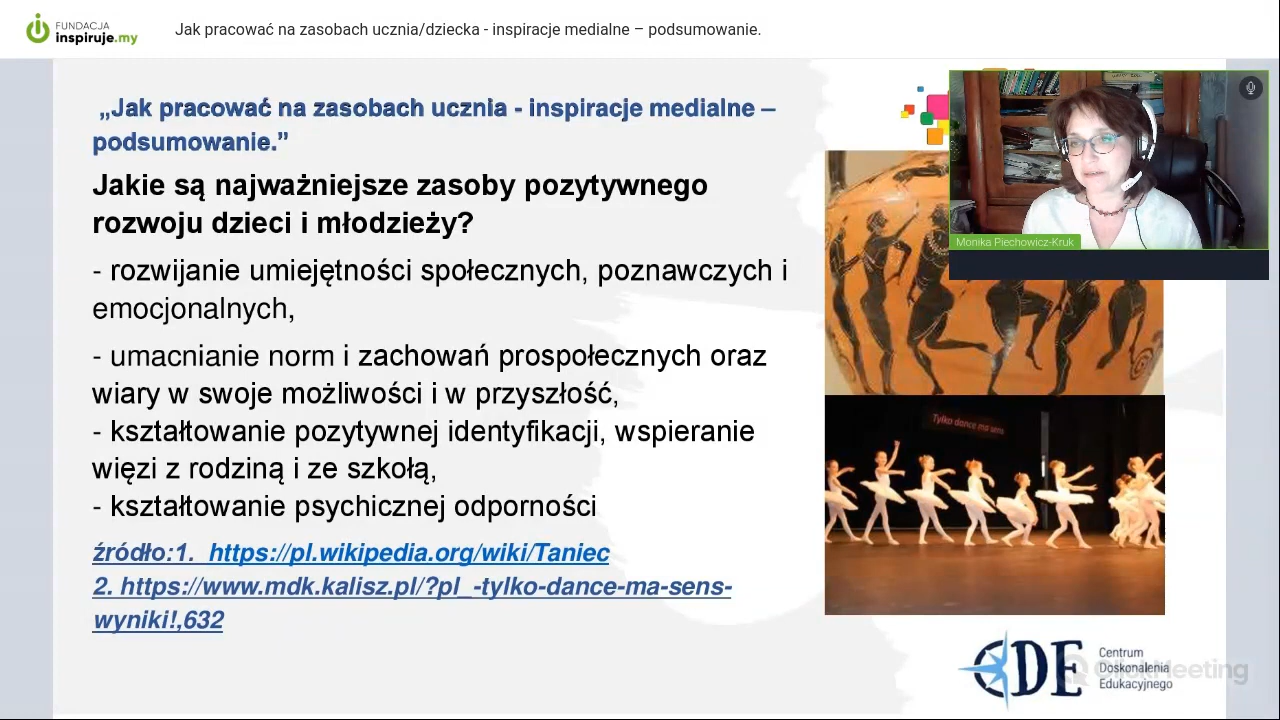 FUNDACJA
inspiruje.my
Jak pracować na zasobach ucznia/dziecka - inspiracje medialne – podsumowanie.
„Jak pracować na zasobach ucznia - inspiracje medialne –
podsumowanie.”
Jakie są najważniejsze zasoby pozytywnego
rozwoju dzieci i młodzieży?
- rozwijanie umiejętności społecznych, poznawczych i
emocjonalnych,
- umacnianie norm i zachowań prospołecznych oraz
wiary w swoje możliwości i w przyszłość,
- kształtowanie pozytywnej identyfikacji, wspieranie
więzi z rodziną i ze szkołą,
- kształtowanie psychicznej odporności
źródło:1. https://pl.wikipedia.org/wiki/Taniec
2. https://www.mdk.kalisz.pl/?pl_-tylko-dance-ma-sens-
wyniki!,632
Monika Piechowicz-Kruk
Tylko dance ma sens
CDE
Centrum
Doskonalenia
Edukacyjnego
ClickMeeting